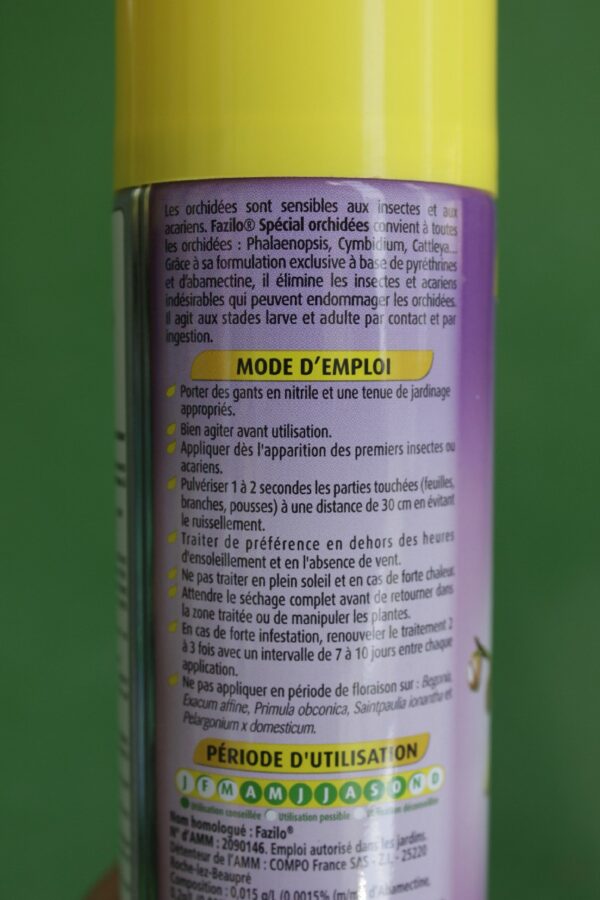 Les orchidées sont sensibles aux insectes et aux
acariens. Fazilo® Spécial orchidées convient à toutes
les orchidées : Phalaenopsis, Cymbidium, Cattleya...
Grâce à sa formulation exclusive à base de pyréthrines
et d'abamectine, il élimine les insectes et acariens
indésirables qui peuvent endommager les orchidées.
Il agit aux stades larve et adulte par contact et par
ingestion.
MODE D'EMPLOI
Porter des gants en nitrile et une tenue de jardinage
appropriés.
Bien agiter avant utilisation.
Appliquer dès l'apparition des premiers insectes ou
acariens.
Pulvériser 1 à 2 secondes les parties touchées (feuilles,
branches, pousses) à une distance de 30 cm en évitant
le ruissellement.
Traiter de préférence en dehors des heures
d'ensoleillement et en l'absence de vent.
Ne pas traiter en plein soleil et en cas de forte chaleur.
Attendre le séchage complet avant de retourner dans
la zone traitée ou de manipuler les plantes.
En cas de forte infestation, renouveler le traitement 2
à 3 fois avec un intervalle de 7 à 10 jours entre chaque
application.
Ne pas appliquer en période de floraison sur : Begonia,
Exacum affine, Primula obconica, Saintpaulia ionantha et
Pelargonium x domesticum.
PÉRIODE D'UTILISATION
J F M A M J J A S O N D
Utilisation conseillée Utilisation possible Utilisation déconseillée
Nom homologué : Fazilo®
N° d'AMM : 2090146. Emploi autorisé dans les jardins.
Détenteur de l'AMM : COMPO France SAS - Z.I. - 25220
Roche-lez-Beaupré
Composition : 0,015 g/L (0,0015% (m/m) d'Abamectine,